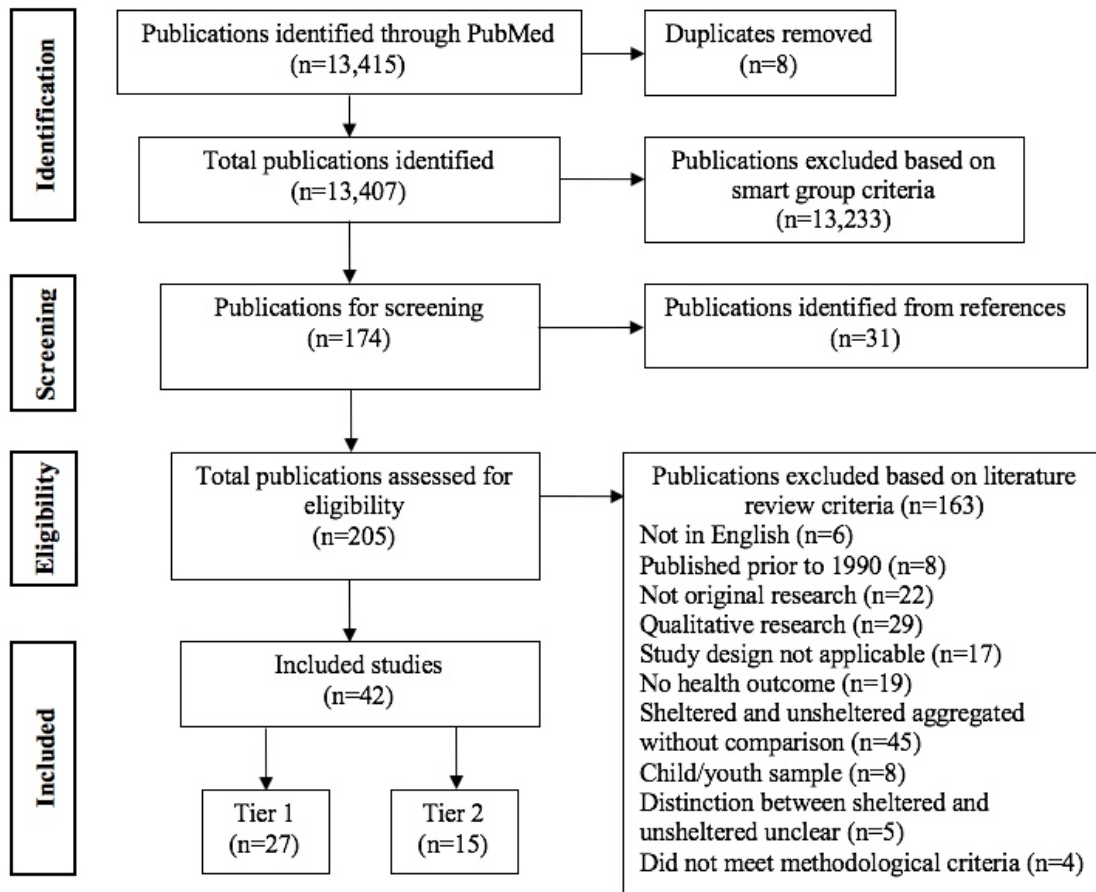 Identification
Publications identified through PubMed
(n=13,415)
Duplicates removed
(n=8)
Total publications identified
(n=13,407)
Publications excluded based on
smart group criteria
(n=13,233)
Screening
Publications for screening
(n=174)
Publications identified from references
(n=31)
Eligibility
Total publications assessed for
eligibility
(n=205)
Publications excluded based on literature
review criteria (n=163)
Not in English (n=6)
Published prior to 1990 (n=8)
Not original research (n=22)
Qualitative research (n=29)
Study design not applicable (n=17)
No health outcome (n=19)
Sheltered and unsheltered aggregated
without comparison (n=45)
Child/youth sample (n=8)
Distinction between sheltered and
unsheltered unclear (n=5)
Did not meet methodological criteria (n=4)
Included
Included studies
(n=42)
Tier 1
(n=27)
Tier 2
(n=15)